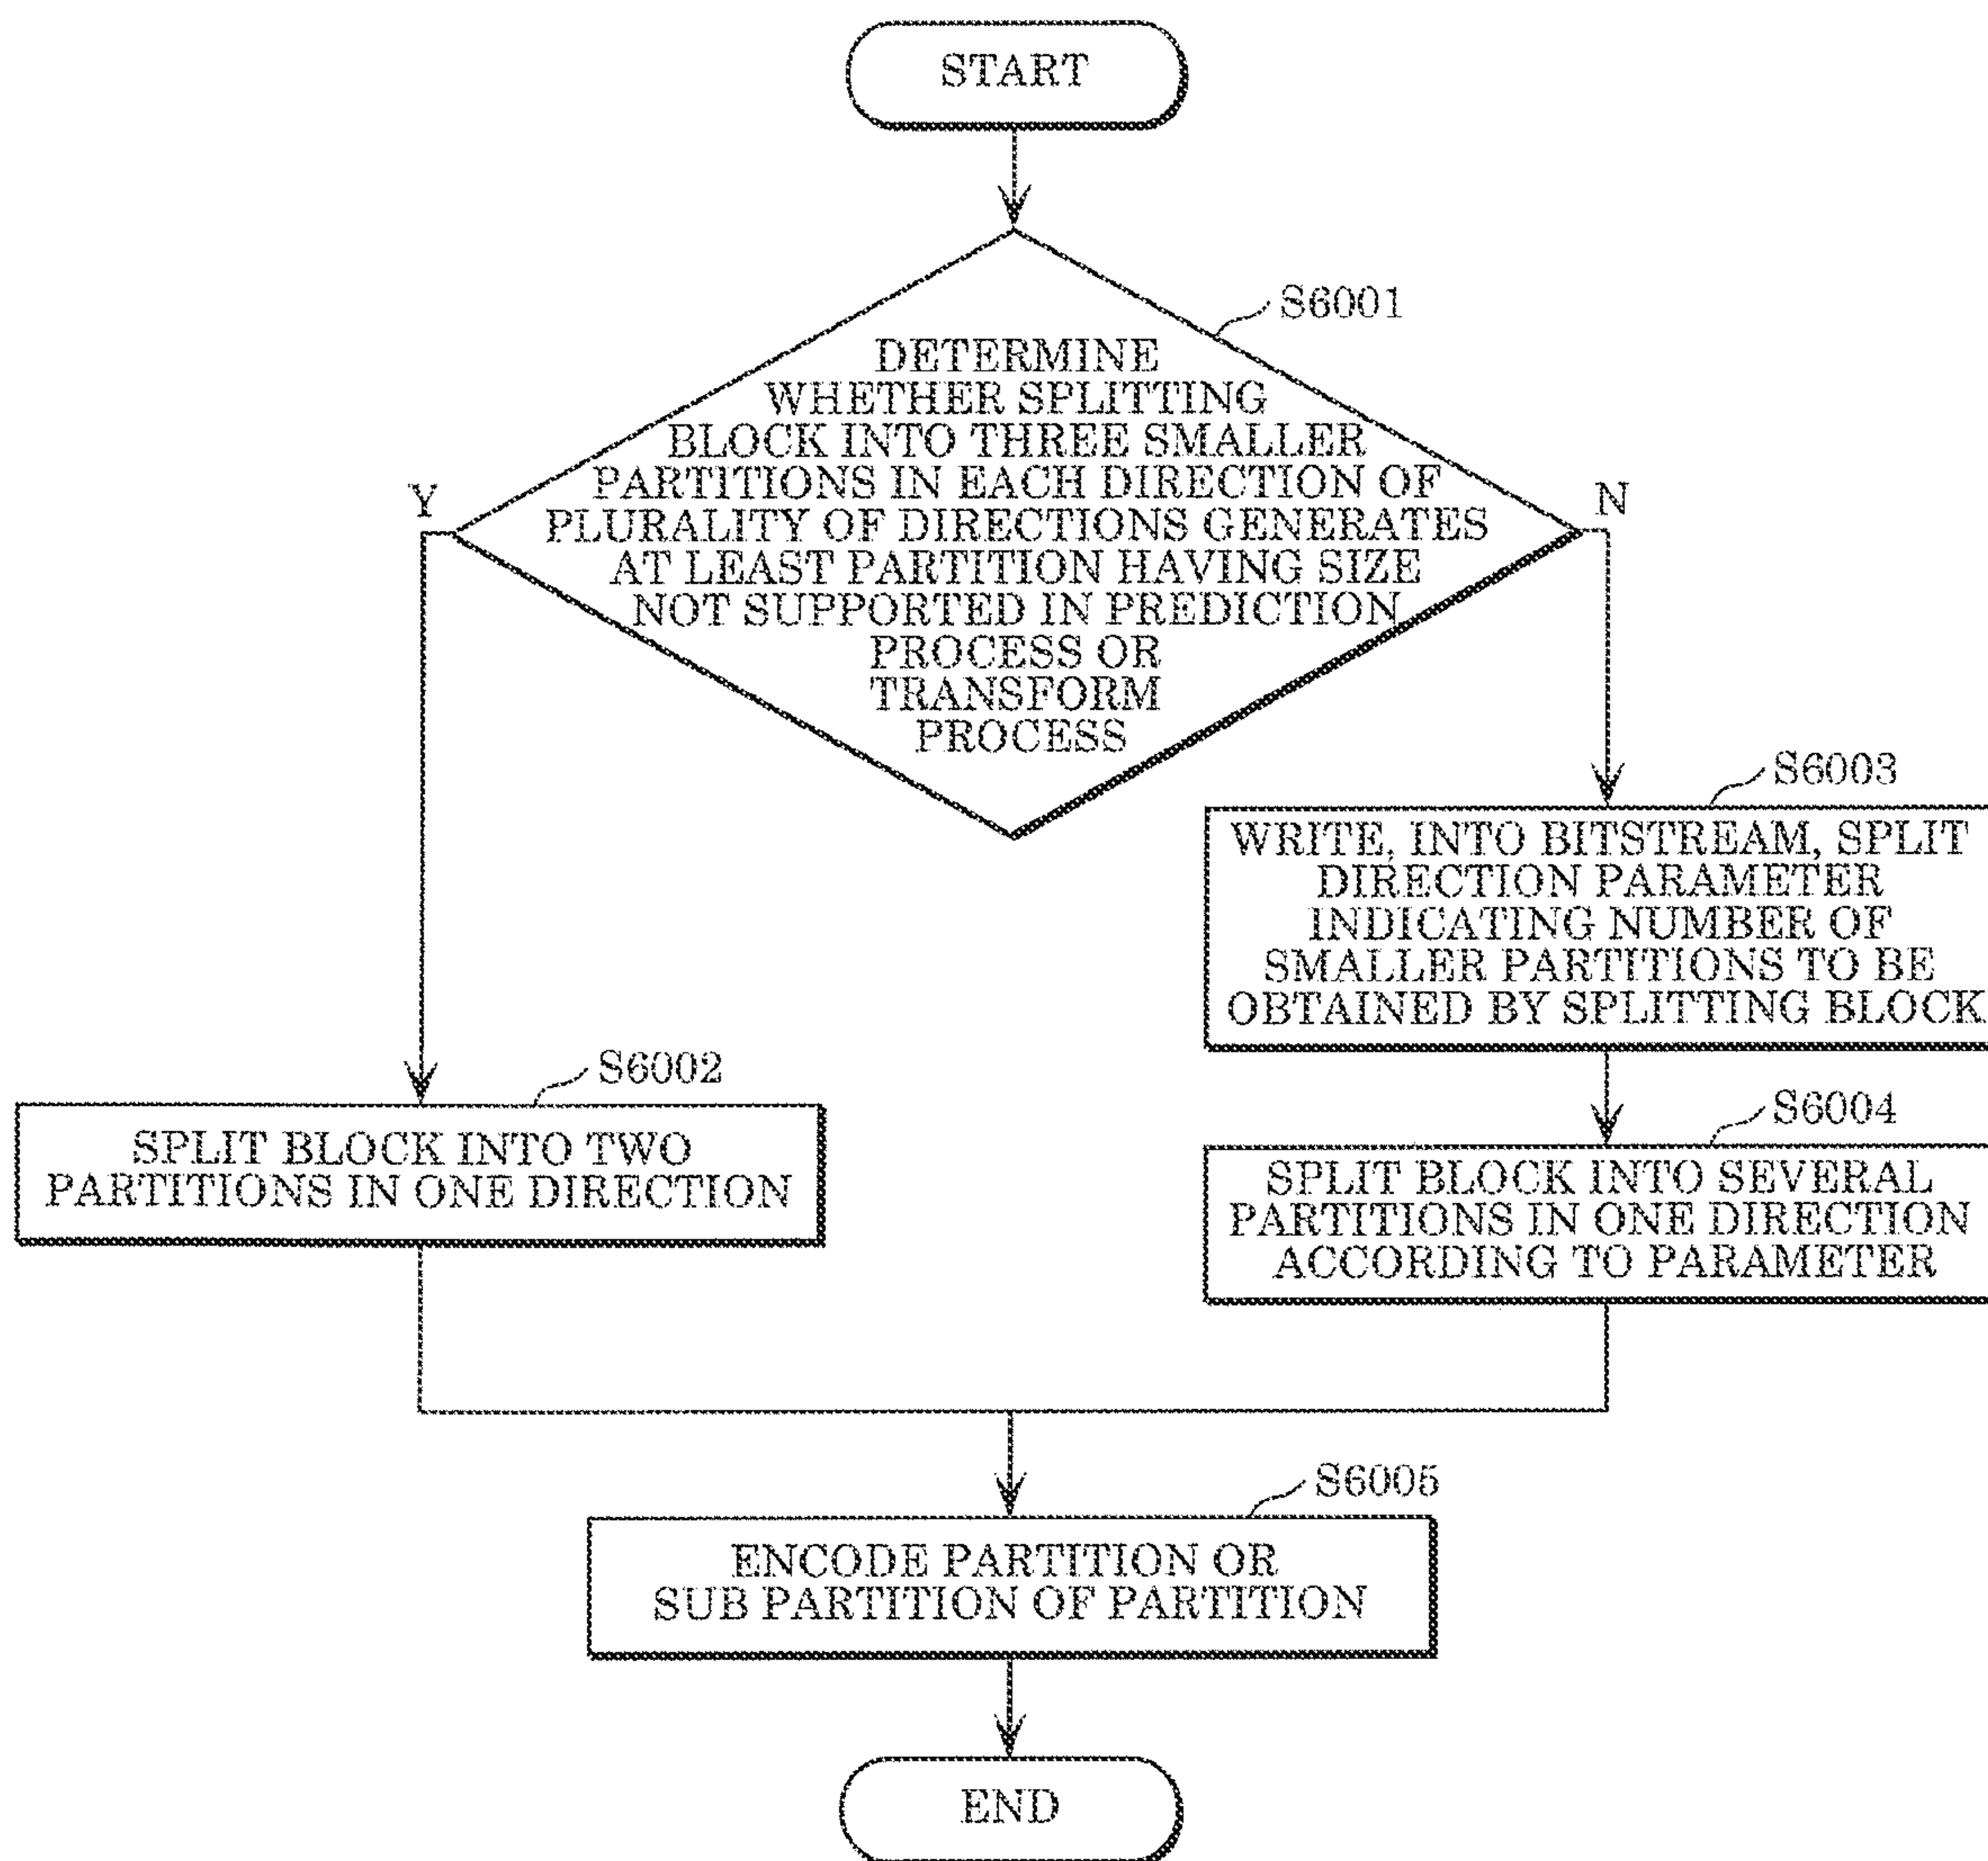 START
S6001
DETERMINE
WHETHER SPLITTING
BLOCK INTO THREE SMALLER
PARTITIONS IN EACH DIRECTION OF
PLURALITY OF DIRECTIONS GENERATES
AT LEAST PARTITION HAVING SIZE
NOT SUPPORTED IN PREDICTION
PROCESS OR
TRANSFORM
PROCESS
Y
N
S6003
WRITE, INTO BITSTREAM, SPLIT
DIRECTION PARAMETER
INDICATING NUMBER OF
SMALLER PARTITIONS TO BE
OBTAINED BY SPLITTING BLOCK
S6002
SPLIT BLOCK INTO TWO
PARTITIONS IN ONE DIRECTION
S6004
SPLIT BLOCK INTO SEVERAL
PARTITIONS IN ONE DIRECTION
ACCORDING TO PARAMETER
S6005
ENCODE PARTITION OR
SUB PARTITION OF PARTITION
END